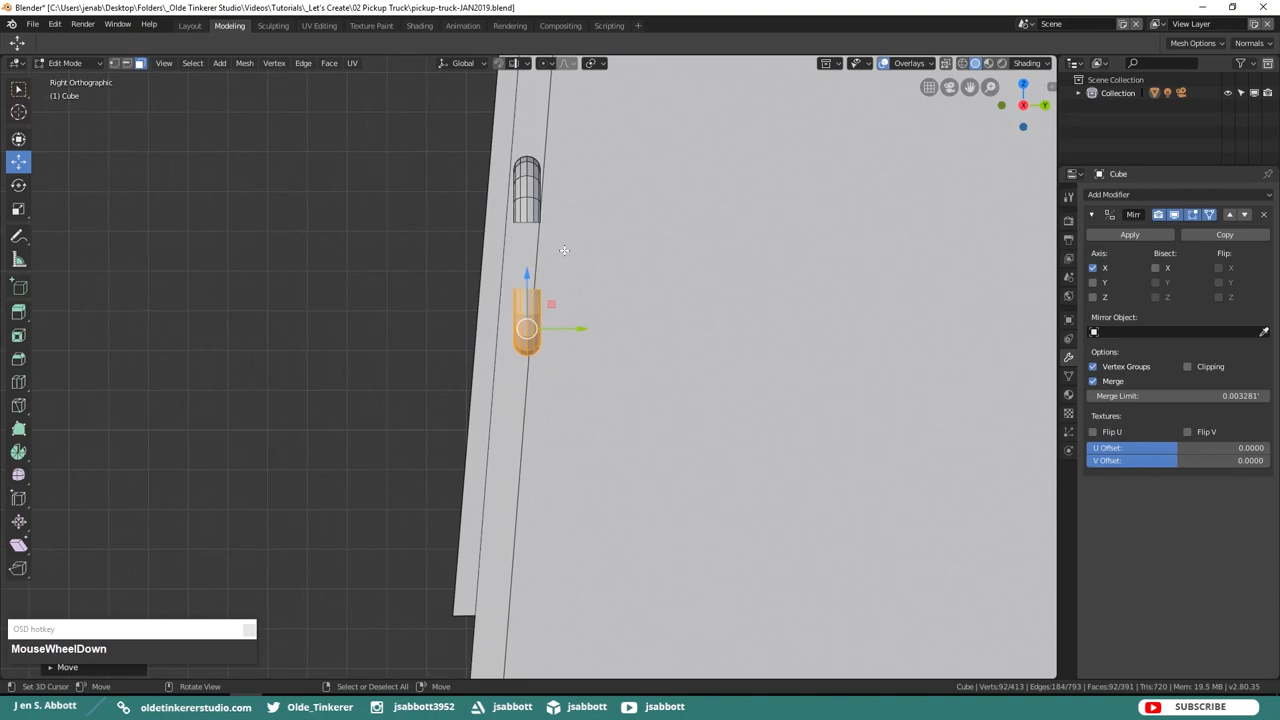 Blender* [C:\Users\jenab\Desktop\Folders\_Olde Tinkerer Studio\Videos\Tutorials\_Let's Create\02 Pickup Truck\pickup-truck-JAN2019.blend]
File Edit Render Window Help Layout Modeling Sculpting UV Editing Texture Paint Shading Animation Rendering Compositing Scripting + Scene View Layer
Mesh Options Normals
Edit Mode View Select Add Mesh Vertex Edge Face UV Global Overlays Shading
Right Orthographic
(1) Cube
Z
X Y
Scene Collection
Collection
Cube
Add Modifier
Mirr
Apply Copy
Axis: Bisect: Flip:
X X X
Y Y Y
Z Z Z
Mirror Object:
Options:
Vertex Groups Clipping
Merge
Merge Limit: 0.003281'
Textures:
Flip U Flip V
U Offset: 0.0000
V Offset: 0.0000
OSD hotkey
MouseWheelDown
Move
Set 3D Cursor Move Rotate View Select or Deselect All Move Cube | Verts:92/413 | Edges:184/793 | Faces:92/391 | Tris:720 | Mem: 19.5 MB | v2.80.35
J en S. Abbott oldetinkererstudio.com Olde_Tinkerer jsabbott3952 jsabbott jsabbott jsabbott SUBSCRIBE